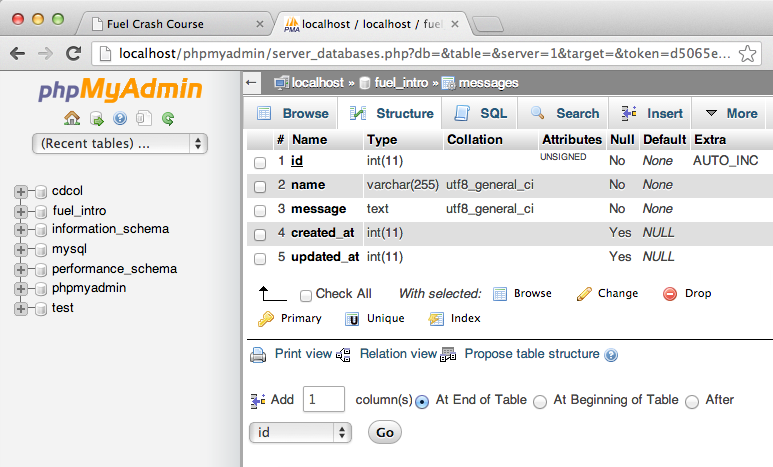 Fuel Crash Course
localhost / localhost / fue
PMA
localhost/phpmyadmin/server_databases.php?db=&table=&server=1&target=&token=d5065e...
phpMyAdmin
(Recent tables) ...
cdcol
fuel_intro
information_schema
mysql
performance_schema
phpmyadmin
test
localhost » fuel_intro » messages
Browse Structure SQL Search Insert More
# Name Type Collation Attributes Null Default Extra
1 id int(11) UNSIGNED No None AUTO_INC
2 name varchar(255) utf8_general_ci No None
3 message text utf8_general_ci No None
4 created_at int(11) Yes NULL
5 updated_at int(11) Yes NULL
Check All With selected: Browse Change Drop
Primary Unique Index
Print view Relation view Propose table structure
Add 1 column(s) At End of Table At Beginning of Table After
id Go